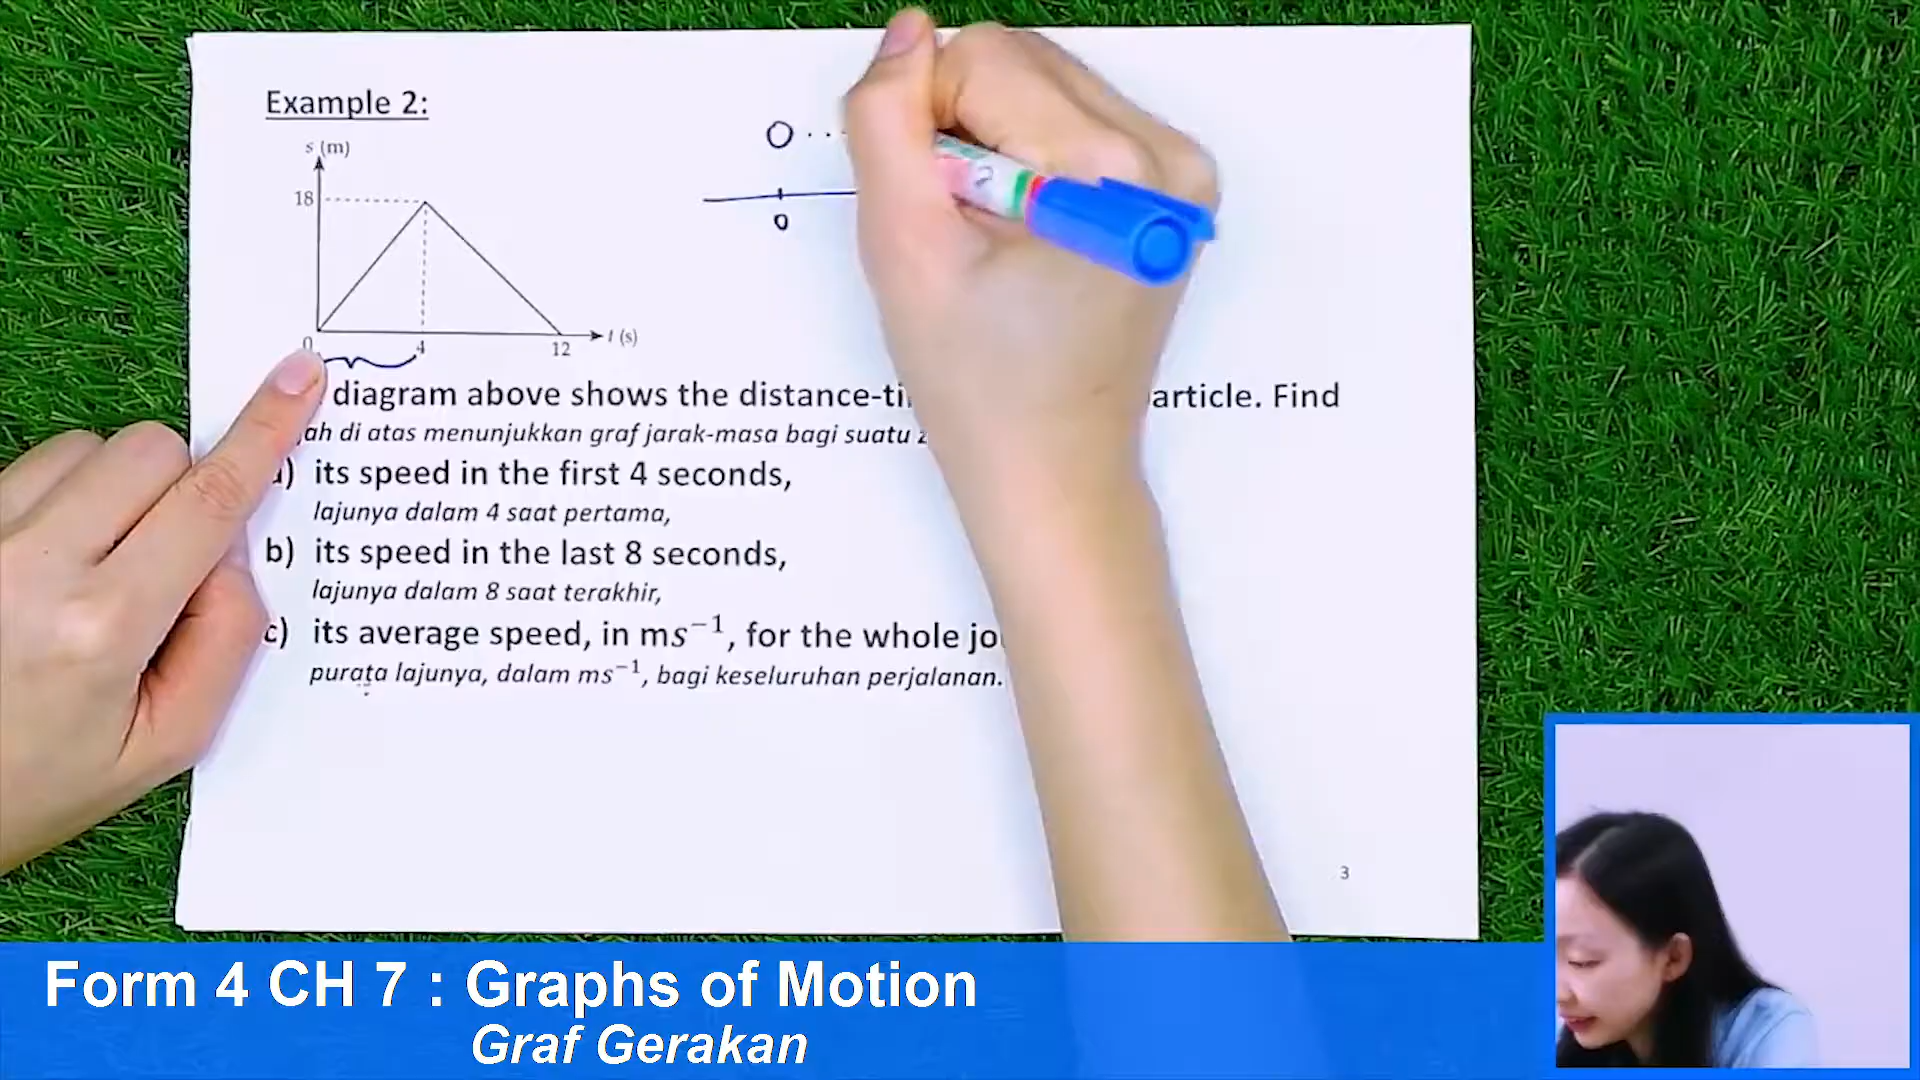 Example 2:
s (m)
18
0
4
12
t (s)
O . . .
0
diagram above shows the distance-ti article. Find
ah di atas menunjukkan graf jarak-masa bagi suatu
a) its speed in the first 4 seconds,
lajunya dalam 4 saat pertama,
b) its speed in the last 8 seconds,
lajunya dalam 8 saat terakhir,
c) its average speed, in ms⁻¹, for the whole jo
purata lajunya, dalam ms⁻¹, bagi keseluruhan perjalanan.
3
Form 4 CH 7 : Graphs of Motion
Graf Gerakan